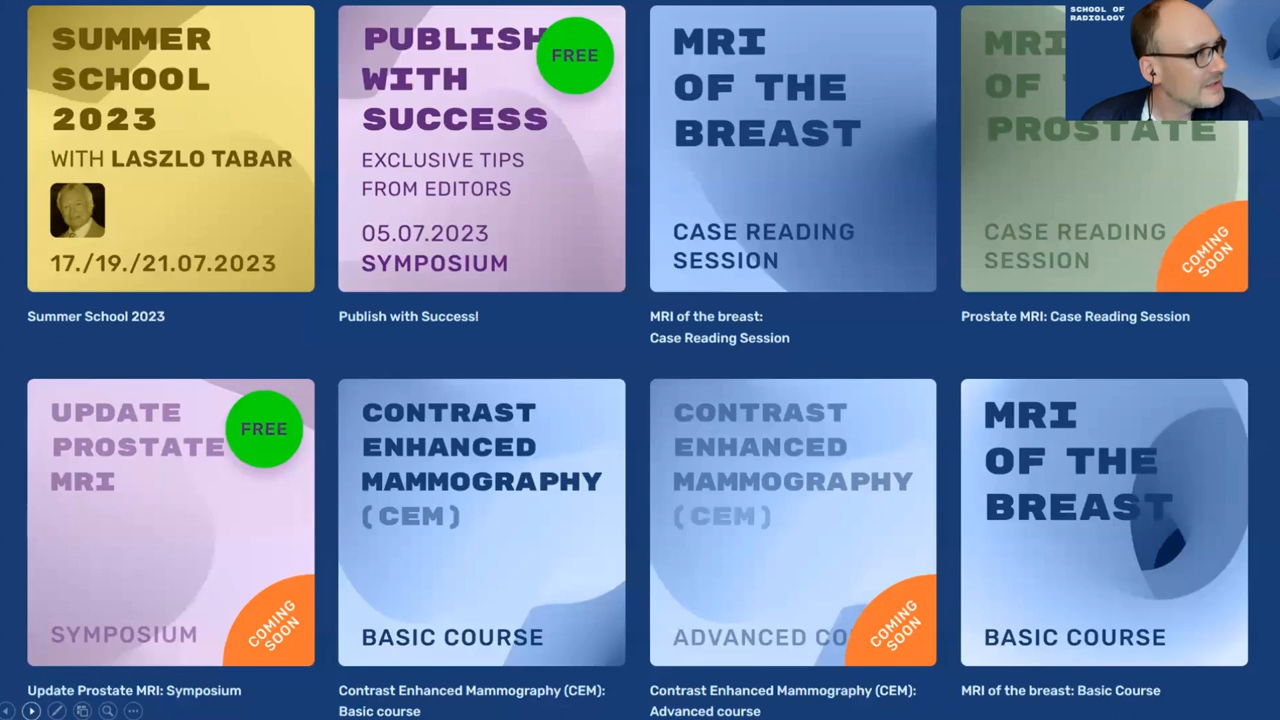 SUMMER
SCHOOL
2023
WITH LASZLO TABAR
17./19./21.07.2023
Summer School 2023
PUBLISH
WITH
SUCCESS
FREE
EXCLUSIVE TIPS
FROM EDITORS
05.07.2023
SYMPOSIUM
Publish with Success!
MRI
OF THE
BREAST
CASE READING
SESSION
MRI of the breast:
Case Reading Session
SCHOOL OF
RADIOLOGY
MRI
OF
PROSTATE
CASE READING
SESSION
COMING
SOON
Prostate MRI: Case Reading Session
UPDATE
PROSTATE
MRI
FREE
SYMPOSIUM
COMING
SOON
Update Prostate MRI: Symposium
CONTRAST
ENHANCED
MAMMOGRAPHY
(CEM)
BASIC COURSE
Contrast Enhanced Mammography (CEM):
Basic course
CONTRAST
ENHANCED
MAMMOGRAPHY
(CEM)
ADVANCED CO
COMING
SOON
Contrast Enhanced Mammography (CEM):
Advanced course
MRI
OF THE
BREAST
BASIC COURSE
MRI of the breast: Basic Course